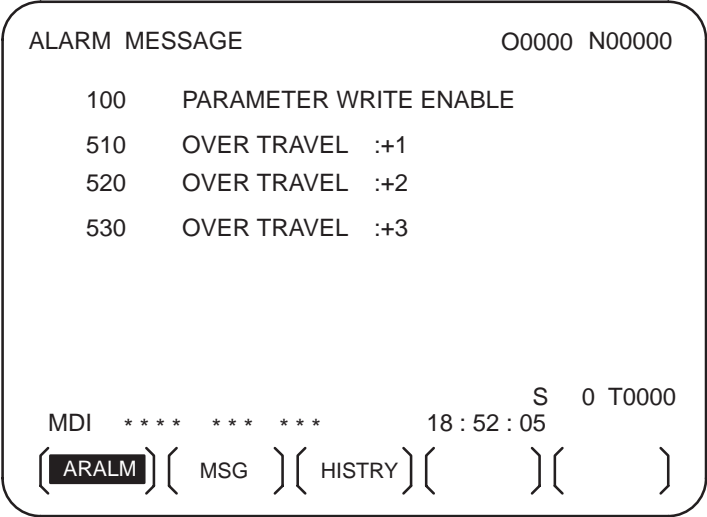 ALARM MESSAGE O0000 N00000
100 PARAMETER WRITE ENABLE
510 OVER TRAVEL :+1
520 OVER TRAVEL :+2
530 OVER TRAVEL :+3
S 0 T0000
MDI **** *** *** 18 : 52 : 05
[ ARALM ] [ MSG ] [ HISTRY ] [ ] [ ]